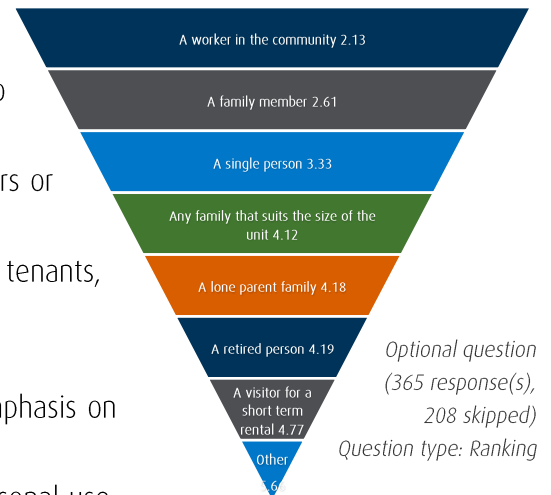 A worker in the community 2.13
A family member 2.61
rs or
A single person 3.33
Any family that suits the size of the
unit 4.12
tenants,
A lone parent family 4.18
A retired person 4.19
Optional question
(365 response(s),
208 skipped)
Question type: Ranking
A visitor for a
short term
rental 4.77
on
Other